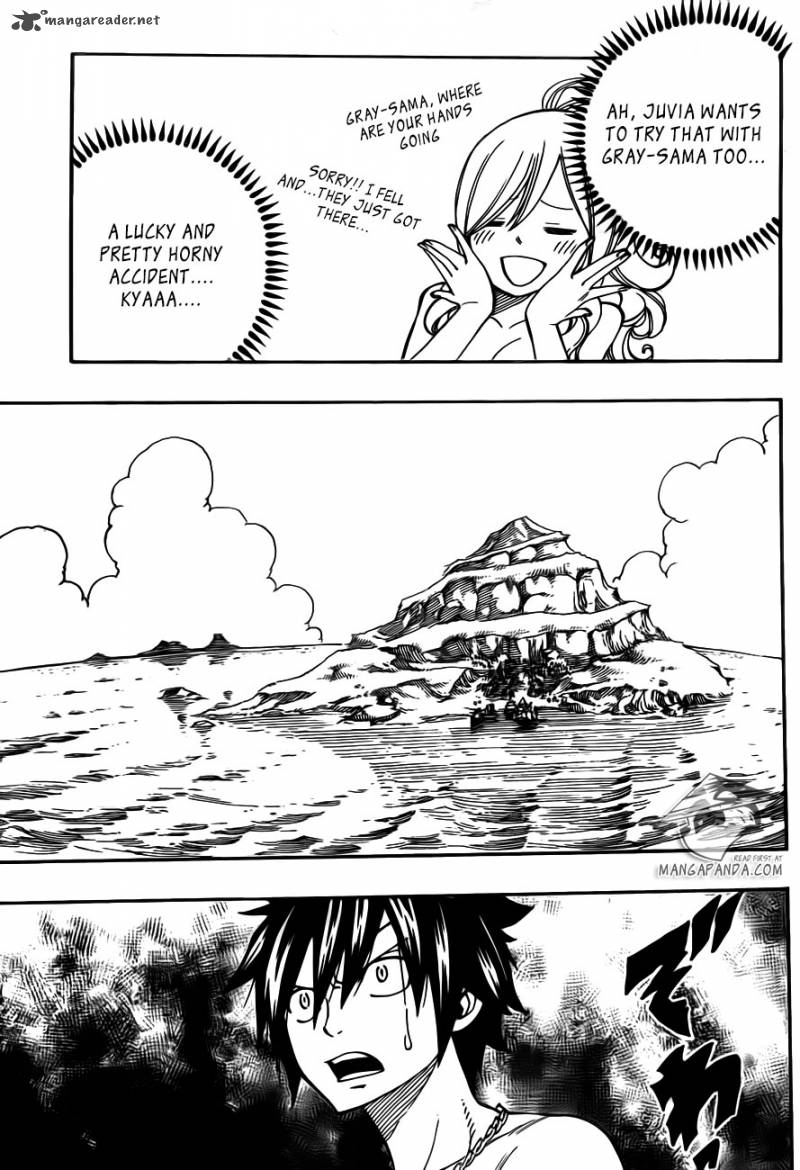 mangareader.net
AH, JUVIA WANTS
TO TRY THAT WITH
GRAY-SAMA TOO...
GRAY-SAMA, WHERE
ARE YOUR HANDS
GOING
SORRY!! I FELL
AND...THEY JUST GOT
THERE...
A LUCKY AND
PRETTY HORNY
ACCIDENT....
KYAAA....
READ FIRST AT
MANGAPANDA.COM